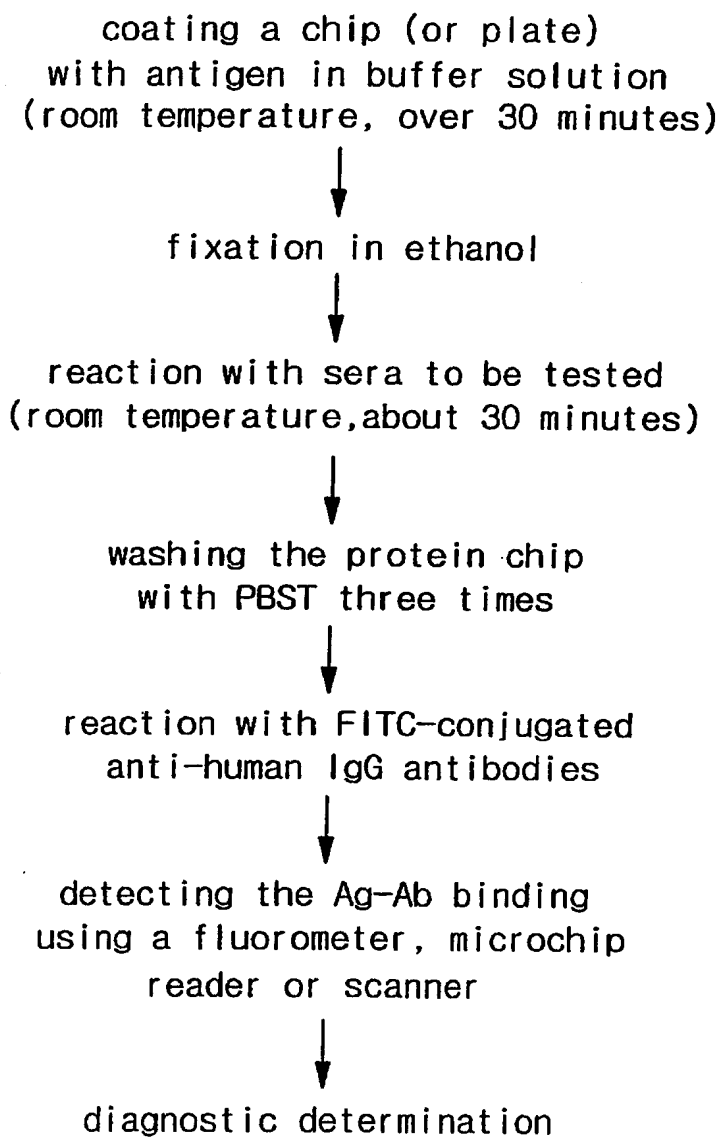 coating a chip (or plate)
with antigen in buffer solution
(room temperature, over 30 minutes)
fixation in ethanol
reaction with sera to be tested
(room temperature,about 30 minutes)
washing the protein chip
with PBST three times
reaction with FITC-conjugated
anti-human IgG antibodies
detecting the Ag-Ab binding
using a fluorometer, microchip
reader or scanner
diagnostic determination